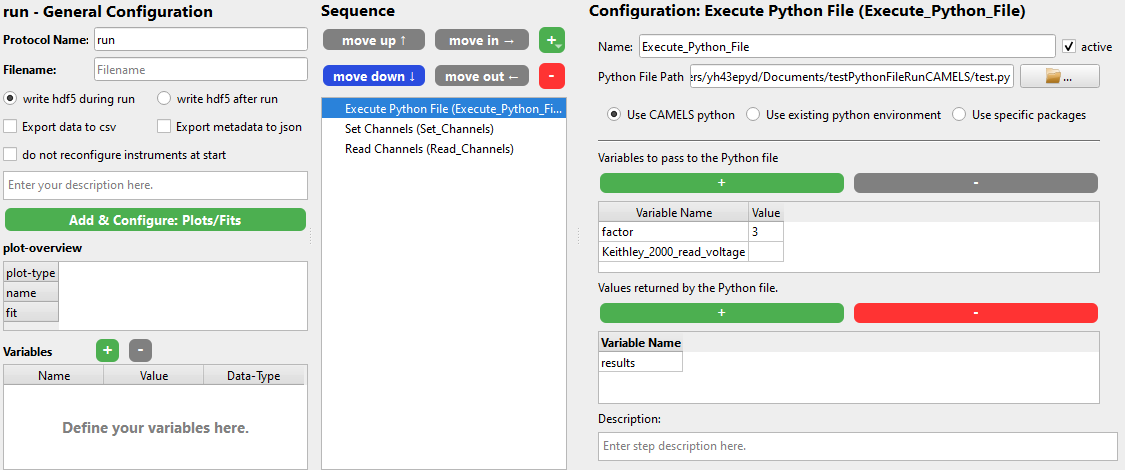 run - General Configuration
Protocol Name: run
Filename: Filename
write hdf5 during run write hdf5 after run
Export data to csv Export metadata to json
do not reconfigure instruments at start
Enter your description here.
Add & Configure: Plots/Fits
plot-overview
plot-type
name
fit
Variables + -
Name Value Data-Type
Define your variables here.
Sequence
move up ↑ move in → +
move down ↓ move out ← -
Execute Python File (Execute_Python_Fi...
Set Channels (Set_Channels)
Read Channels (Read_Channels)
Configuration: Execute Python File (Execute_Python_File)
Name: Execute_Python_File active
Python File Path ers/yh43epyd/Documents/testPythonFileRunCAMELS/test.py ...
Use CAMELS python Use existing python environment Use specific packages
Variables to pass to the Python file
+ -
Variable Name Value
factor 3
Keithley_2000_read_voltage
Values returned by the Python file.
+ -
Variable Name
results
Description:
Enter step description here.